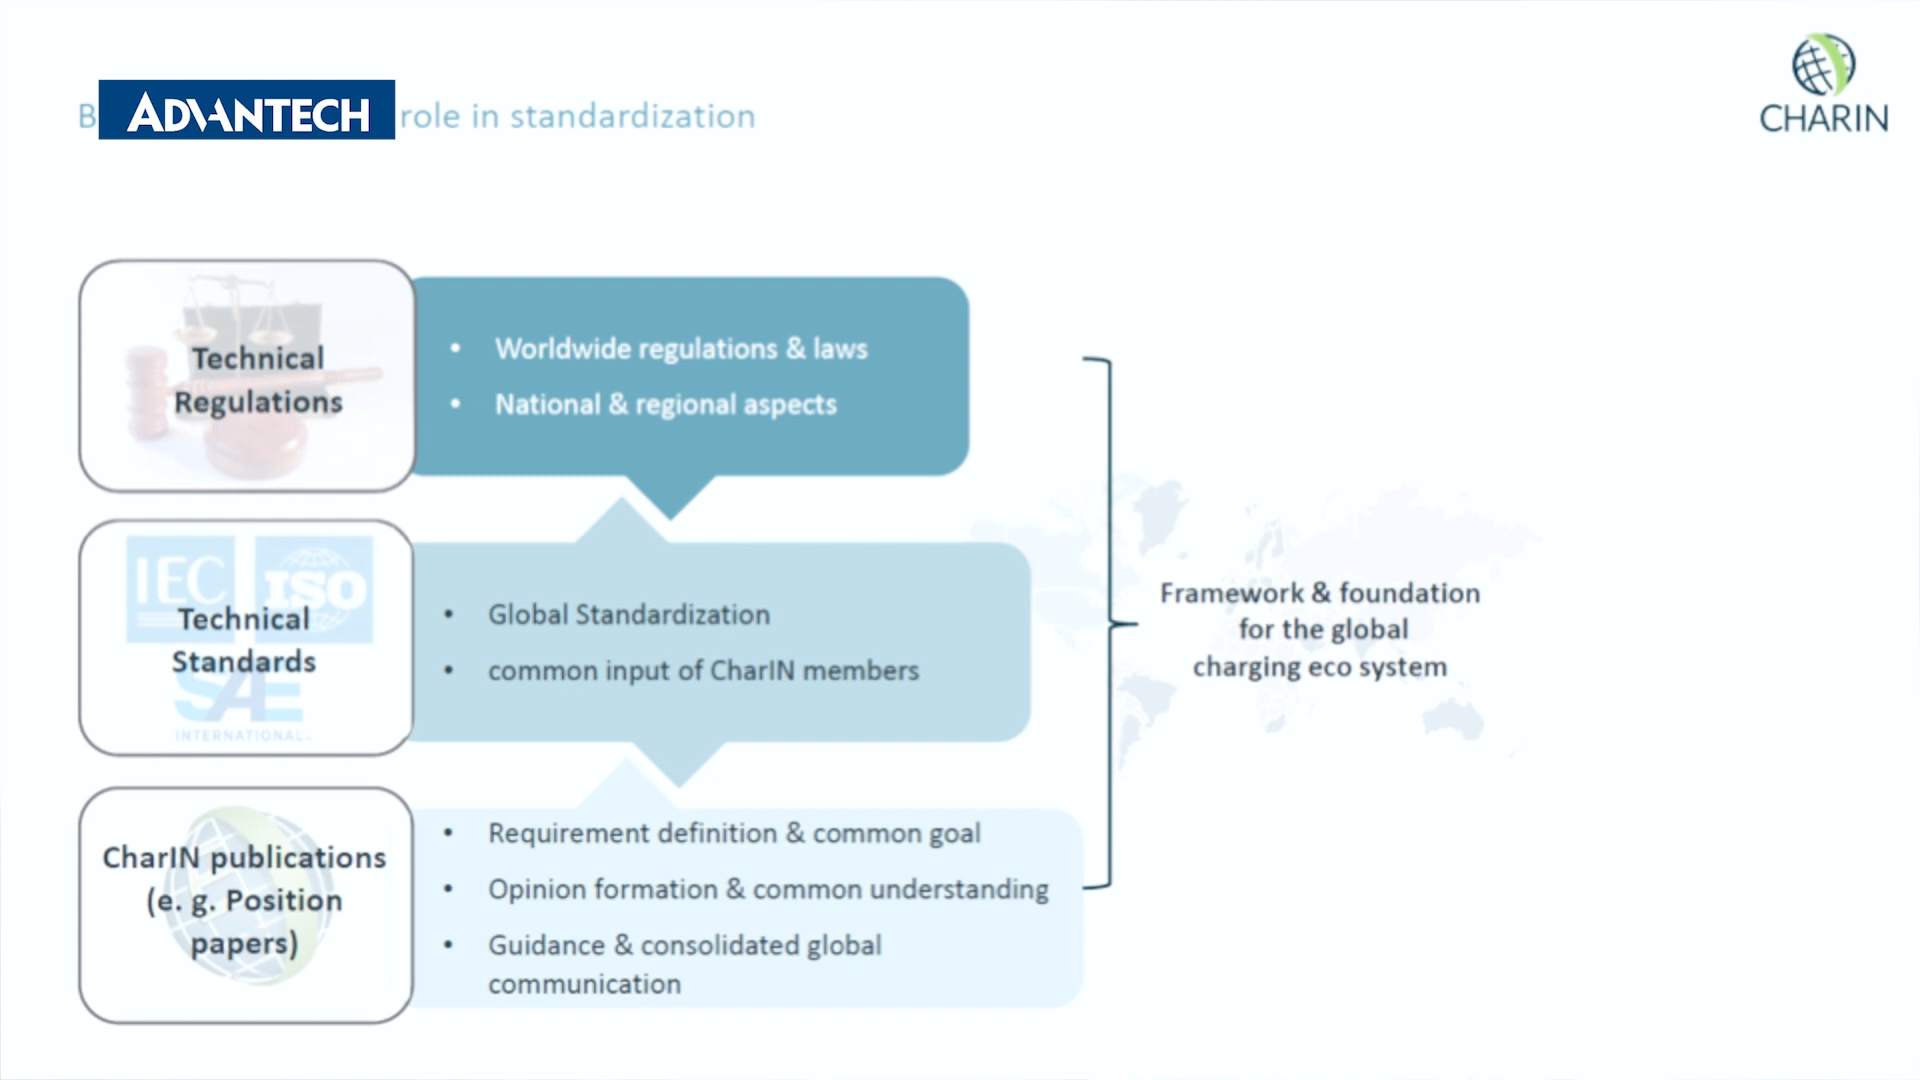 CHARIN
B
ADVANTECH
role in standardization
Technical
Regulations
• Worldwide regulations & laws
• National & regional aspects
IEC
ISO
Technical
Standards
SAE
INTERNATIONAL
• Global Standardization
• common input of CharIN members
CharIN publications
(e. g. Position
papers)
• Requirement definition & common goal
• Opinion formation & common understanding
• Guidance & consolidated global
communication
Framework & foundation
for the global
charging eco system